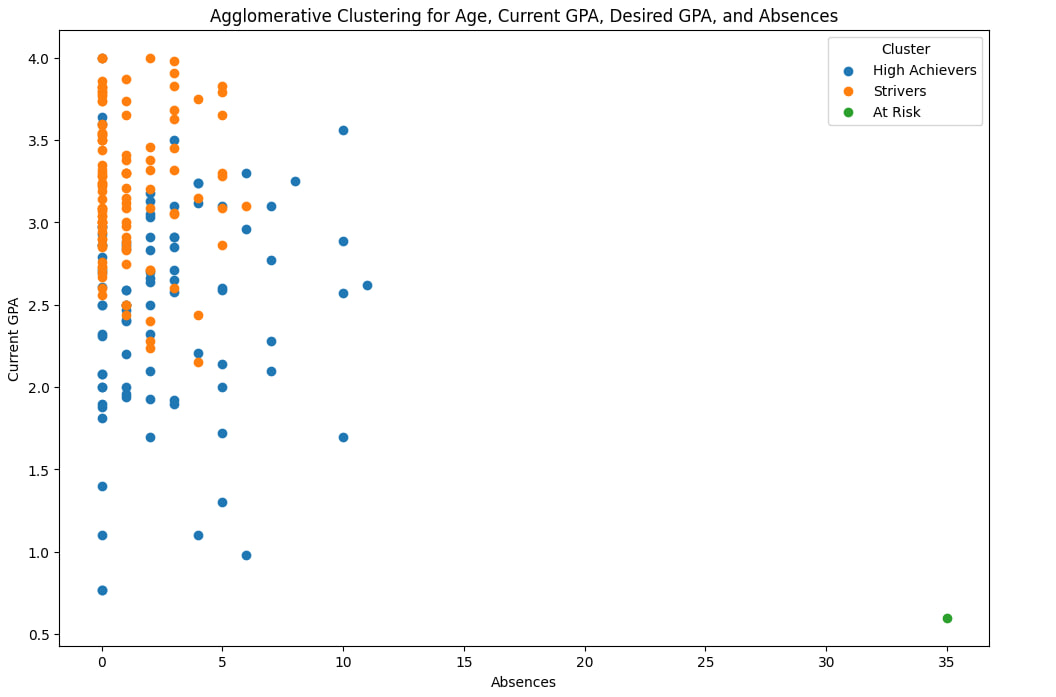 Agglomerative Clustering for Age, Current GPA, Desired GPA, and Absences
Cluster
High Achievers
Strivers
At Risk
Current GPA
4.0
3.5
3.0
2.5
2.0
1.5
1.0
0.5
0 5 10 15 20 25 30 35
Absences